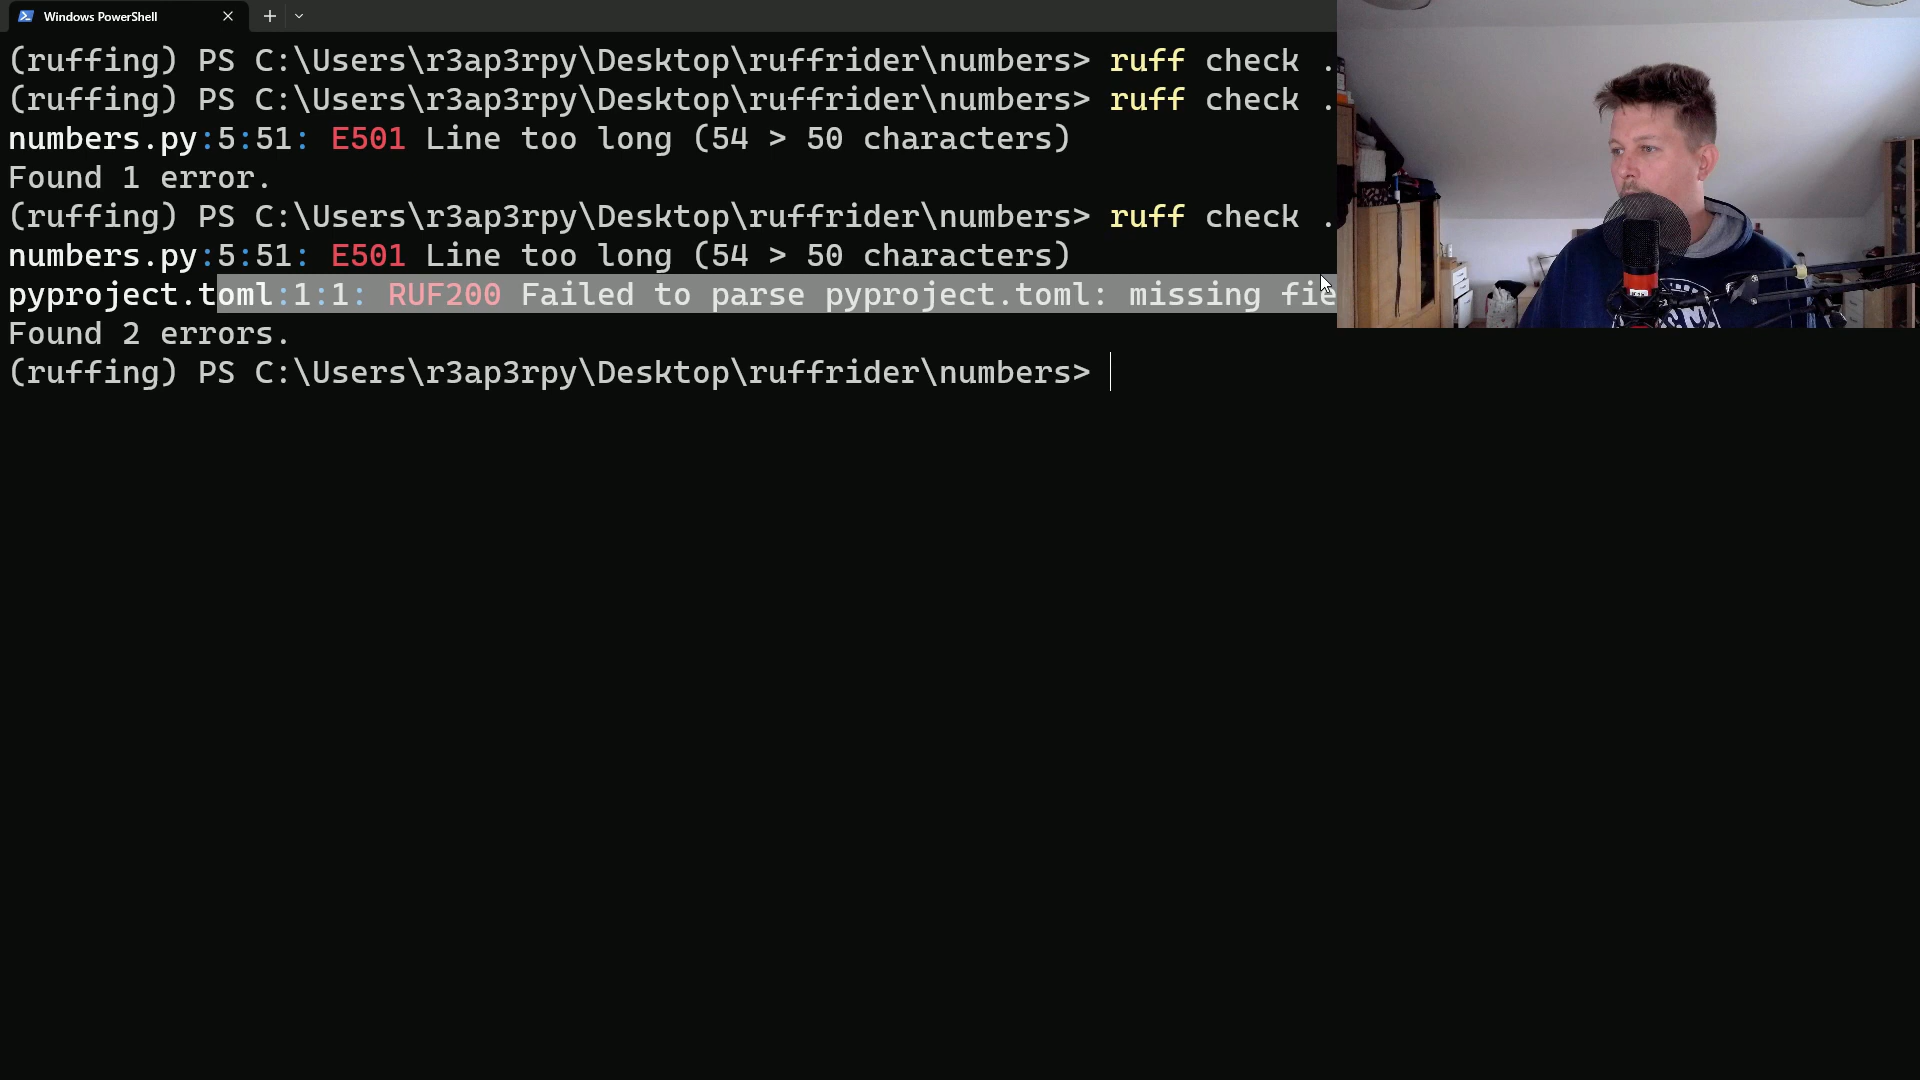 Windows PowerShell
(ruffing) PS C:\Users\r3ap3rpy\Desktop\ruffrider\numbers> ruff check .
(ruffing) PS C:\Users\r3ap3rpy\Desktop\ruffrider\numbers> ruff check .
numbers.py:5:51: E501 Line too long (54 > 50 characters)
Found 1 error.
(ruffing) PS C:\Users\r3ap3rpy\Desktop\ruffrider\numbers> ruff check .
numbers.py:5:51: E501 Line too long (54 > 50 characters)
pyproject.toml:1:1: RUF200 Failed to parse pyproject.toml: missing fie
Found 2 errors.
(ruffing) PS C:\Users\r3ap3rpy\Desktop\ruffrider\numbers>